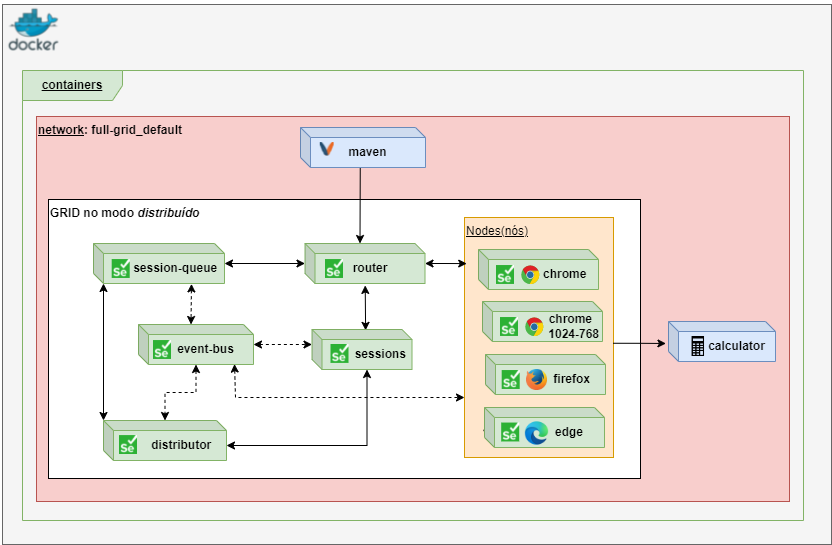 docker
containers
network: full-grid_default
maven
GRID no modo distribuído
Nodes(nós)
session-queue
router
chrome
chrome
1024-768
event-bus
sessions
calculator
firefox
distributor
edge
Se
Se
Se
Se
Se
Se
Se
Se
Se